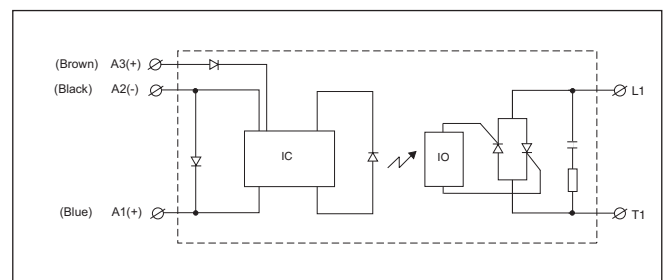 (Brown) A3(+)
(Black) A2(-)
L1
IC
IO
(Blue) A1(+)
T1